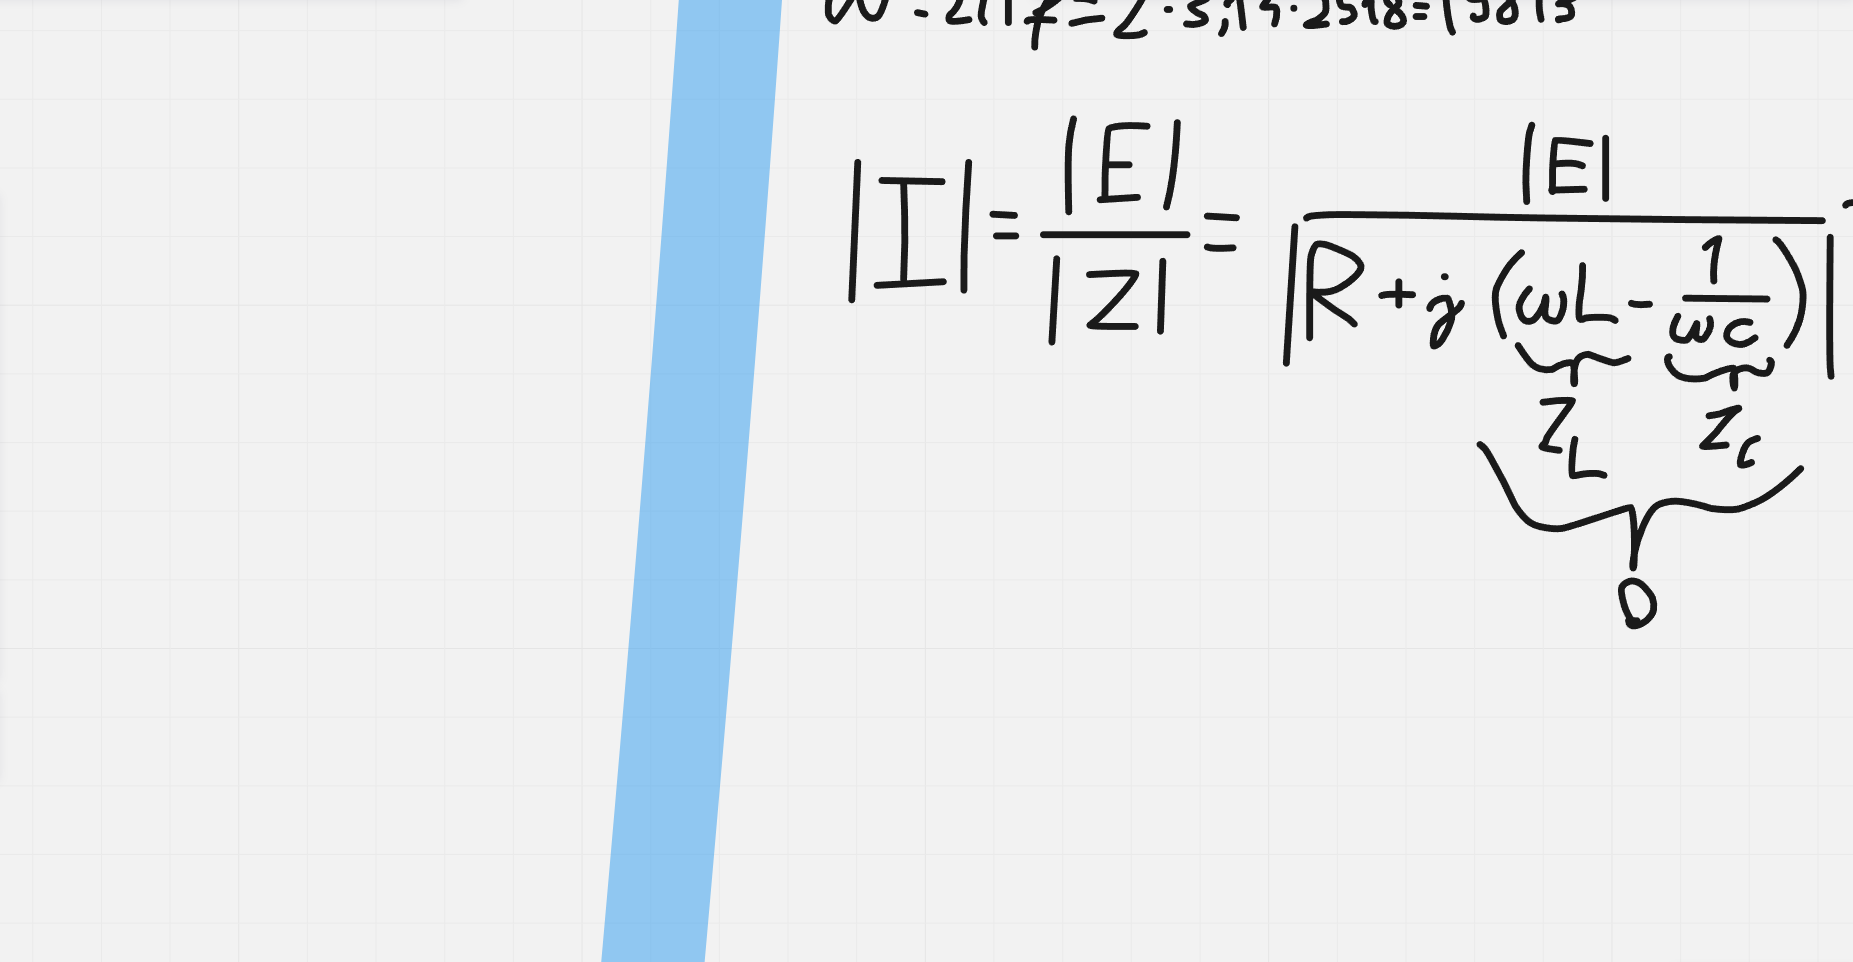 ω = 2πf = 2 · 3,14 · 2518 = 15813
|I| = |E| / |Z| = |E| / |R + j (ωL - 1 / ωc)|
Z_L Z_c
0